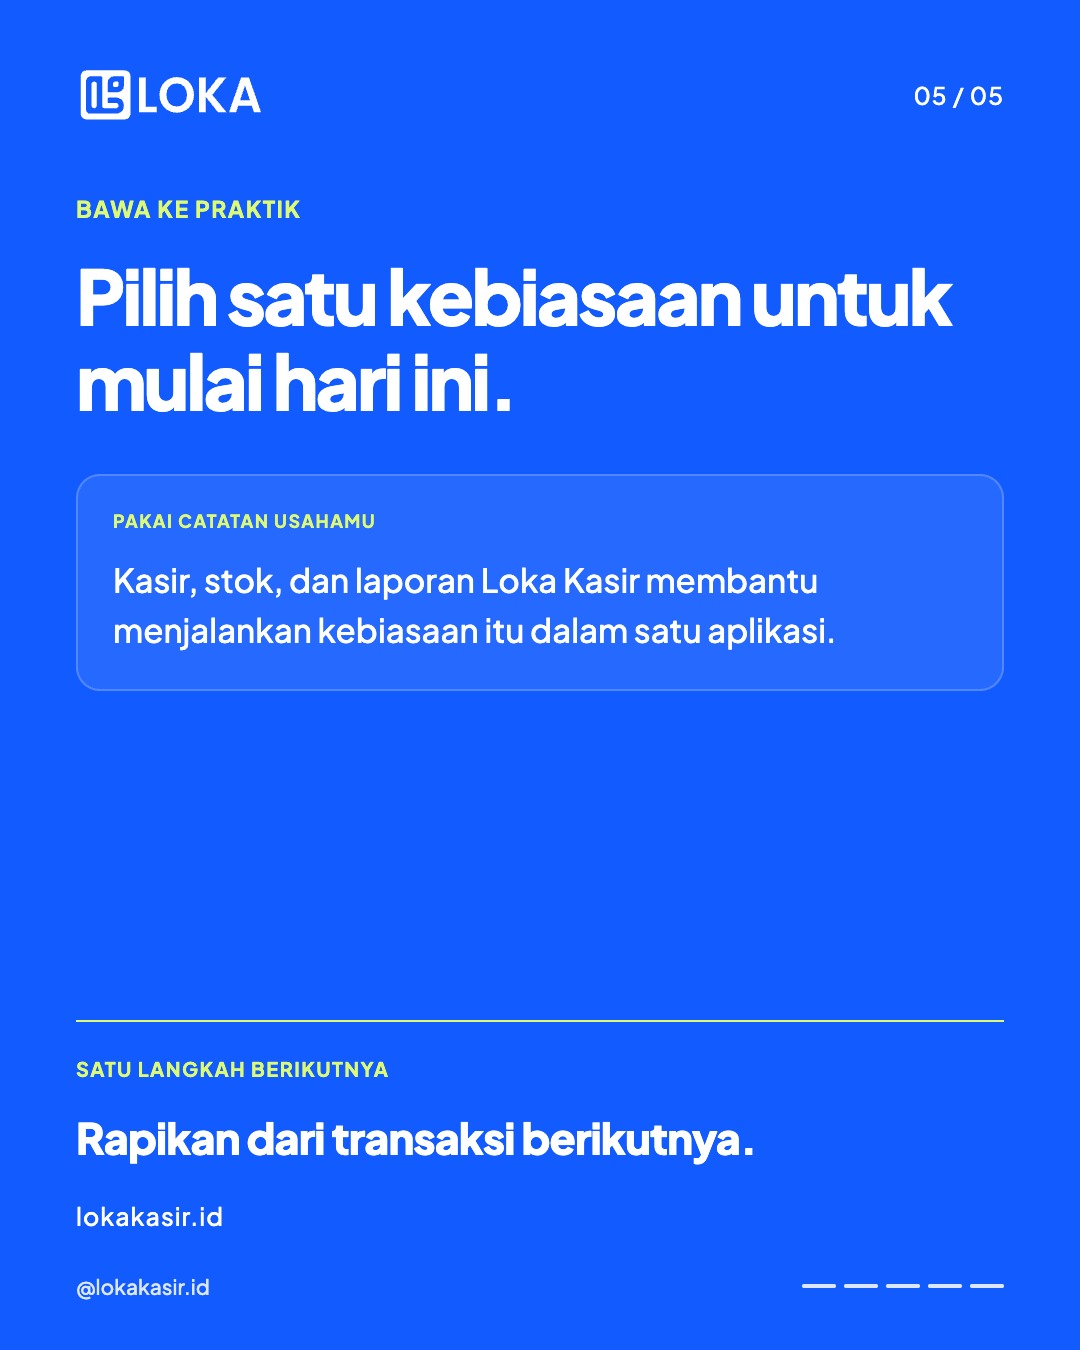 LOKA
05 / 05
BAWA KE PRAKTIK
Pilih satu kebiasaan untuk
mulai hari ini.
PAKAI CATATAN USAHAMU
Kasir, stok, dan laporan Loka Kasir membantu
menjalankan kebiasaan itu dalam satu aplikasi.
SATU LANGKAH BERIKUTNYA
Rapikan dari transaksi berikutnya.
lokakasir.id
@lokakasir.id